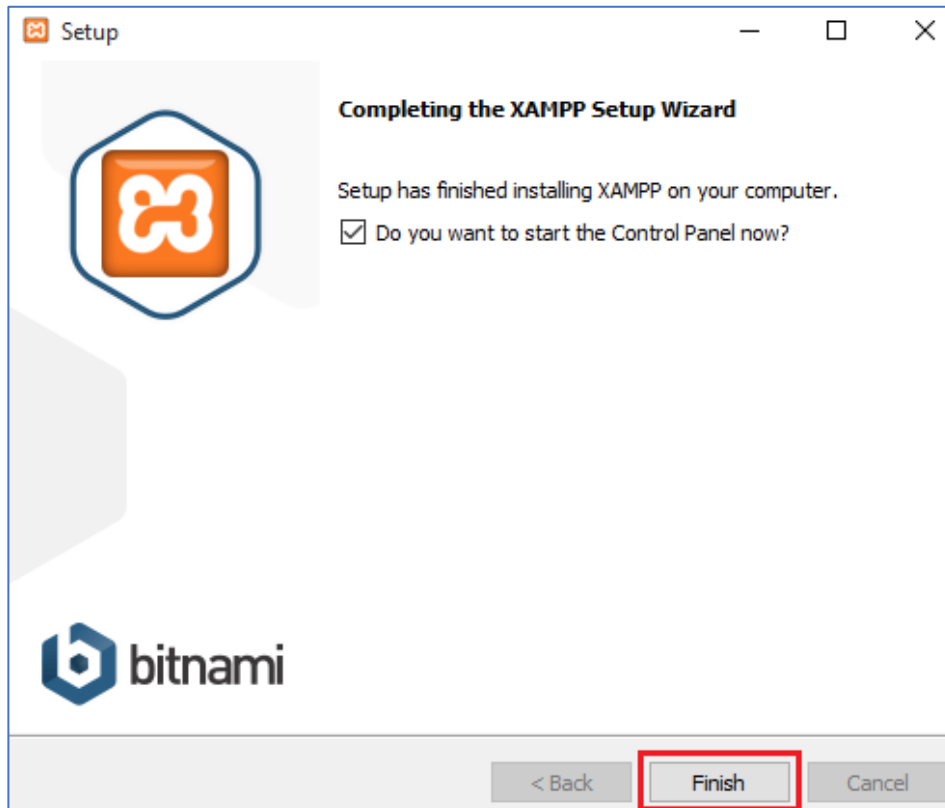 Setup
Completing the XAMPP Setup Wizard
Setup has finished installing XAMPP on your computer.
Do you want to start the Control Panel now?
bitnami
< Back
Finish
Cancel